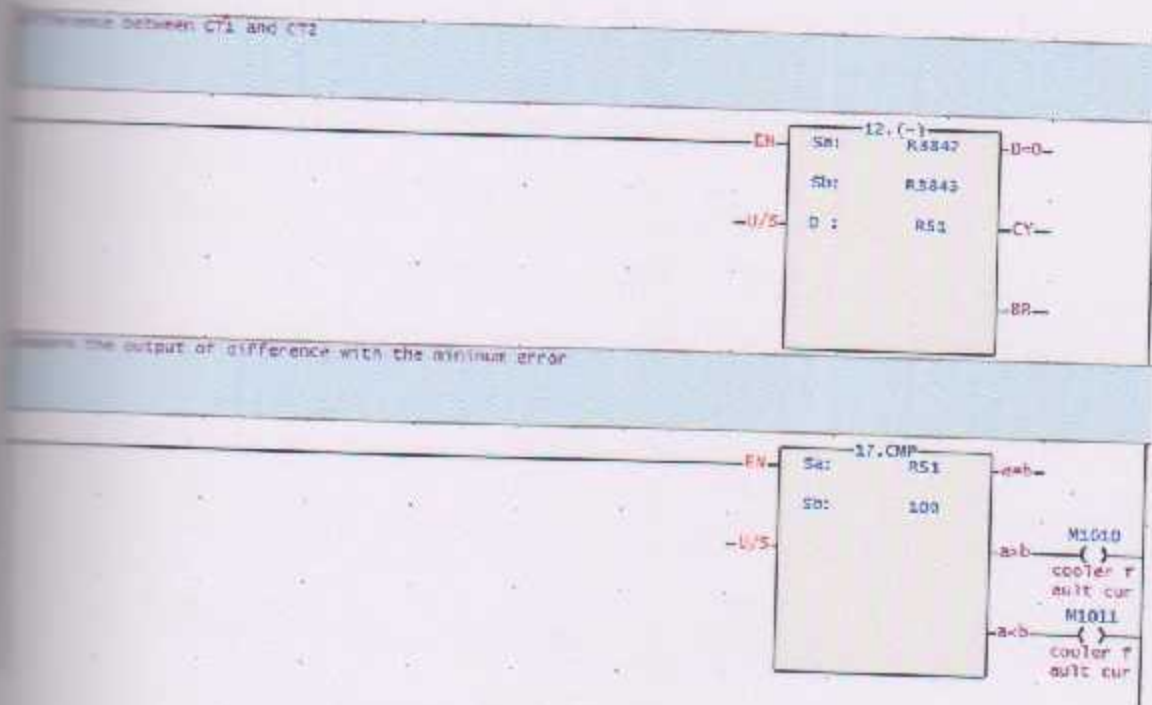 between CT1 and CT2
12.(-)
EN Sa: R3842 D=0
Sb: R3843
U/S D : R51 CY
BR
the output of difference with the minimum error
17.CMP
EN Sa: R51 a=b
Sb: 100
U/S a>b M1010
cooler f
ault cur
a<b M1011
cooler f
ault cur